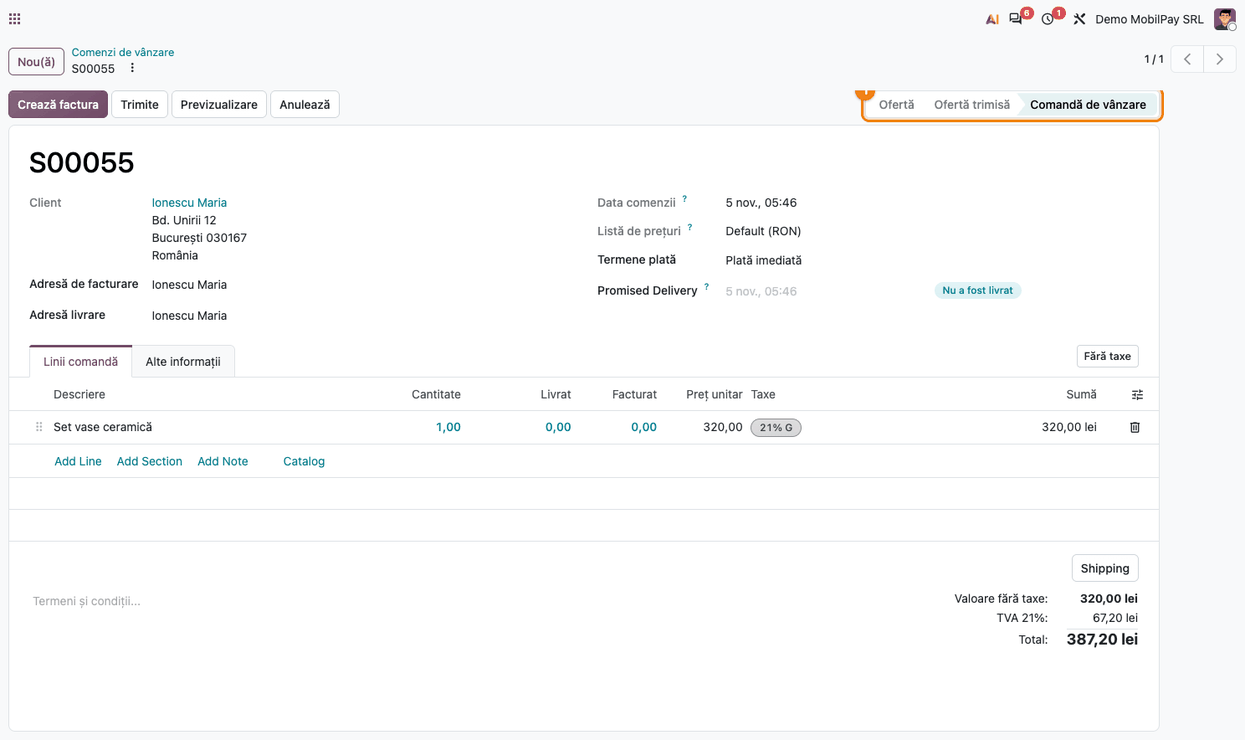 AI 6 1 Demo MobilPay SRL
Nou(ă) Comenzi de vânzare
S00055
1 / 1
Crează factura Trimite Previzualizare Anulează
Ofertă Ofertă trimisă Comandă de vânzare
S00055
Client Ionescu Maria
Bd. Unirii 12
București 030167
România
Adresă de facturare Ionescu Maria
Adresă livrare Ionescu Maria
Data comenzii ? 5 nov., 05:46
Listă de prețuri ? Default (RON)
Termene plată Plată imediată
Promised Delivery ? 5 nov., 05:46 Nu a fost livrat
Linii comandă Alte informații Fără taxe
Descriere Cantitate Livrat Facturat Preț unitar Taxe Sumă
Set vase ceramică 1,00 0,00 0,00 320,00 21% G 320,00 lei
Add Line Add Section Add Note Catalog
Shipping
Termeni și condiții...
Valoare fără taxe: 320,00 lei
TVA 21%: 67,20 lei
Total: 387,20 lei